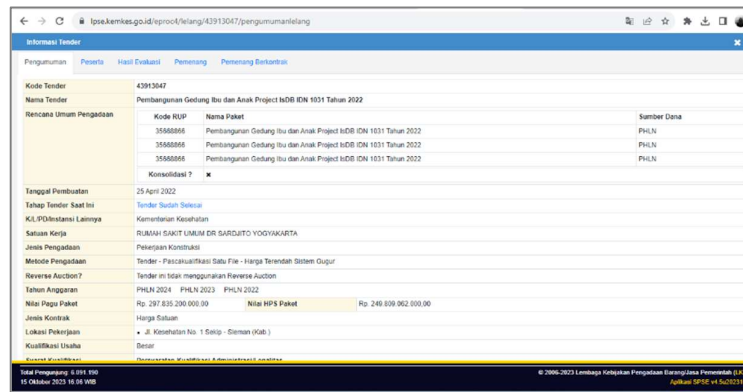 lpse.kemkes.go.id/eproc4/lelang/43913047/pengumumanlelang
Informasi Tender
Pengumuman Peserta Hasil Evaluasi Pemenang Pemenang Berkontrak
Kode Tender 43913047
Nama Tender Pembangunan Gedung Ibu dan Anak Project IsDB IDN 1031 Tahun 2022
Rencana Umum Pengadaan Kode RUP Nama Paket Sumber Dana
35668866 Pembangunan Gedung Ibu dan Anak Project IsDB IDN 1031 Tahun 2022 PHLN
35668866 Pembangunan Gedung Ibu dan Anak Project IsDB IDN 1031 Tahun 2022 PHLN
35668866 Pembangunan Gedung Ibu dan Anak Project IsDB IDN 1031 Tahun 2022 PHLN
Konsolidasi ?
Tanggal Pembuatan 25 April 2022
Tahap Tender Saat Ini Tender Sudah Selesai
K/L/PD/Instansi Lainnya Kementerian Kesehatan
Satuan Kerja RUMAH SAKIT UMUM DR SARDJITO YOGYAKARTA
Jenis Pengadaan Pekerjaan Konstruksi
Metode Pengadaan Tender - Pascakualifikasi Satu File - Harga Terendah Sistem Gugur
Reverse Auction? Tender ini tidak menggunakan Reverse Auction
Tahun Anggaran PHLN 2024 PHLN 2023 PHLN 2022
Nilai Pagu Paket Rp. 297.835.200.000,00 Nilai HPS Paket Rp. 249.809.062.000,00
Jenis Kontrak Harga Satuan
Lokasi Pekerjaan Jl. Kesehatan No. 1 Sekip - Sleman (Kab.)
Kualifikasi Usaha Besar
Syarat Kualifikasi Persyaratan Kualifikasi Administrasi/Legalitas
Total Pengunjung: 6.091.190 © 2006-2023 Lembaga Kebijakan Pengadaan Barang/Jasa Pemerintah
15 Oktober 2023 16:06 WIB Aplikasi SPSE